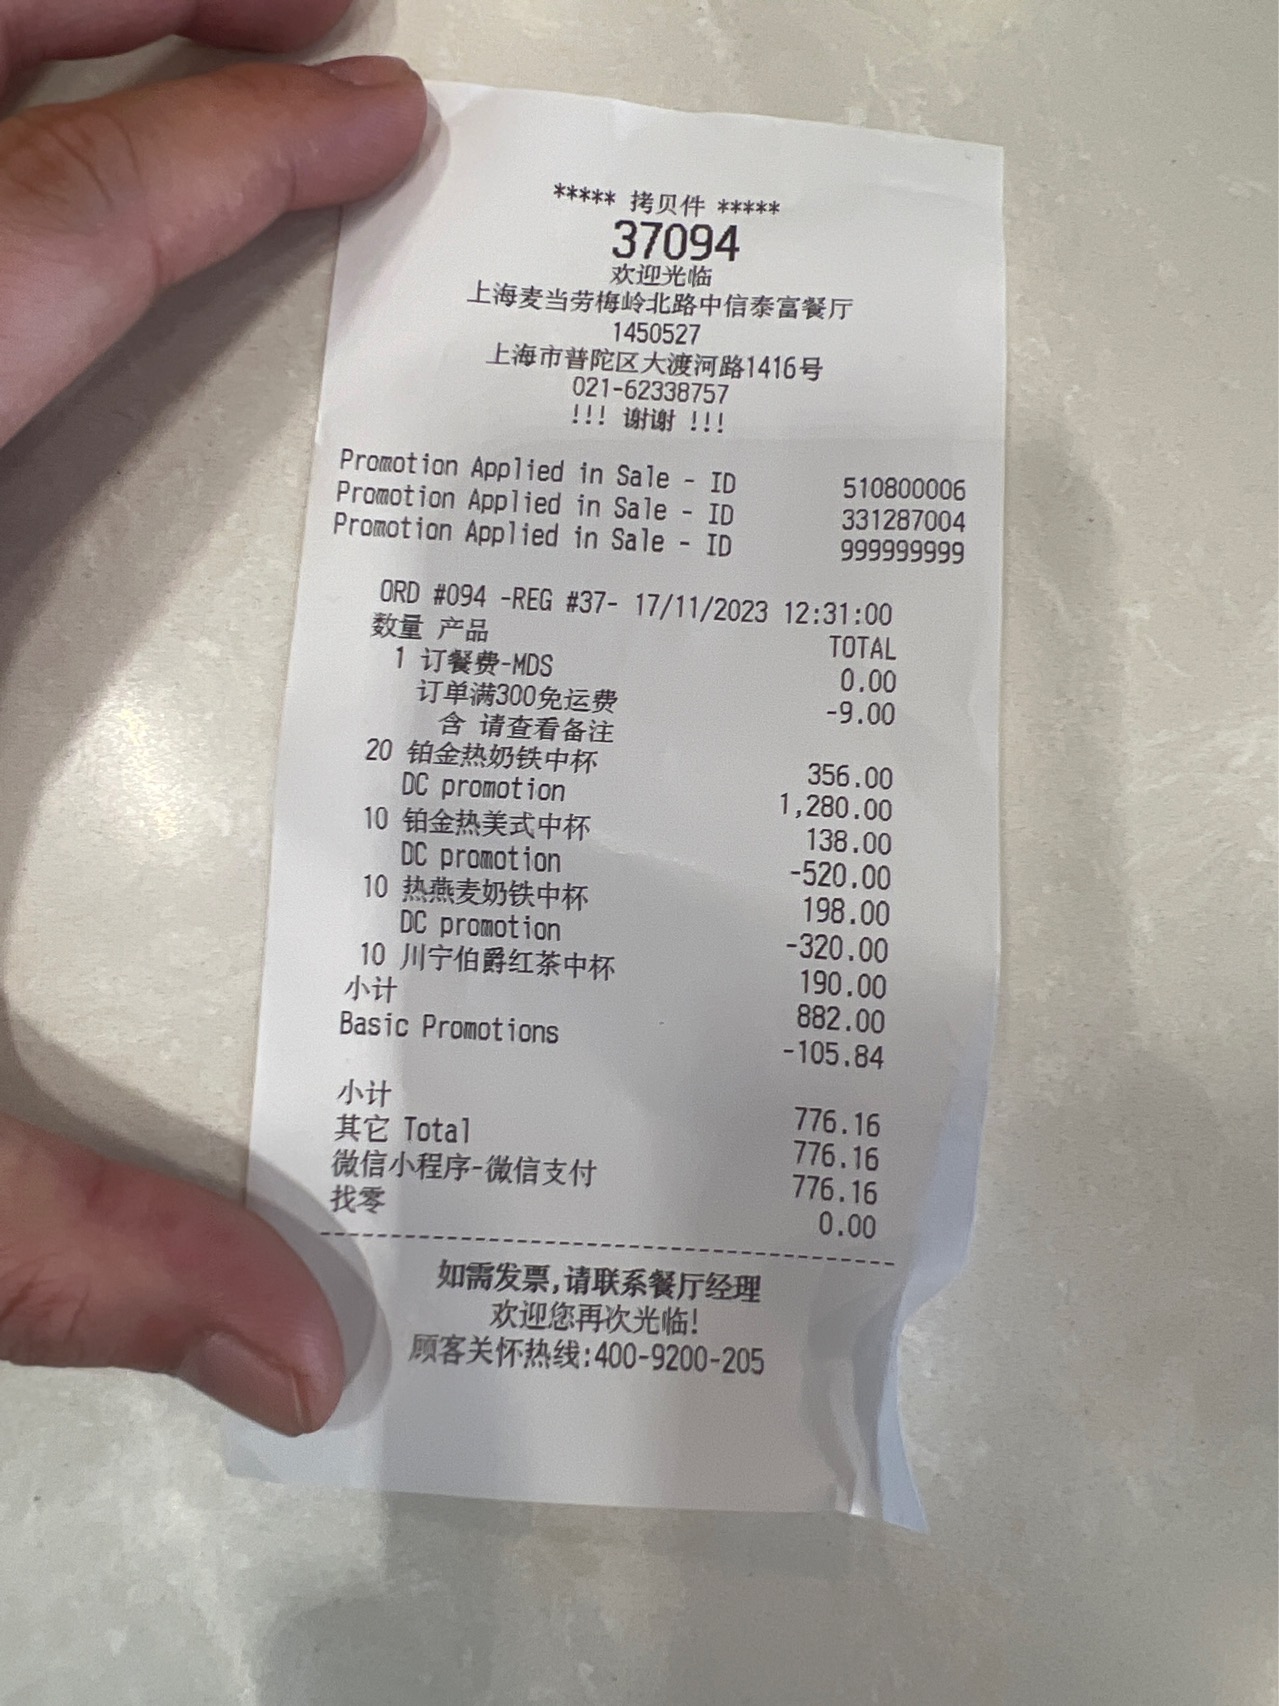 ***** 拷贝件 *****
37094
欢迎光临
上海麦当劳梅岭北路中信泰富餐厅
1450527
上海市普陀区大渡河路1416号
021-62338757
!!! 谢谢 !!!
Promotion Applied in Sale - ID 510800006
Promotion Applied in Sale - ID 331287004
Promotion Applied in Sale - ID 999999999
ORD #094 -REG #37- 17/11/2023 12:31:00
数量 产品 TOTAL
1 订餐费-MDS 0.00
订单满300免运费 -9.00
含 请查看备注
20 铂金热奶铁中杯 356.00
DC promotion 1,280.00
10 铂金热美式中杯 138.00
DC promotion -520.00
10 热燕麦奶铁中杯 198.00
DC promotion -320.00
10 川宁伯爵红茶中杯 190.00
小计 882.00
Basic Promotions -105.84
小计 776.16
其它 Total 776.16
微信小程序-微信支付 776.16
找零 0.00
--------------------------------
如需发票,请联系餐厅经理
欢迎您再次光临!
顾客关怀热线:400-9200-205